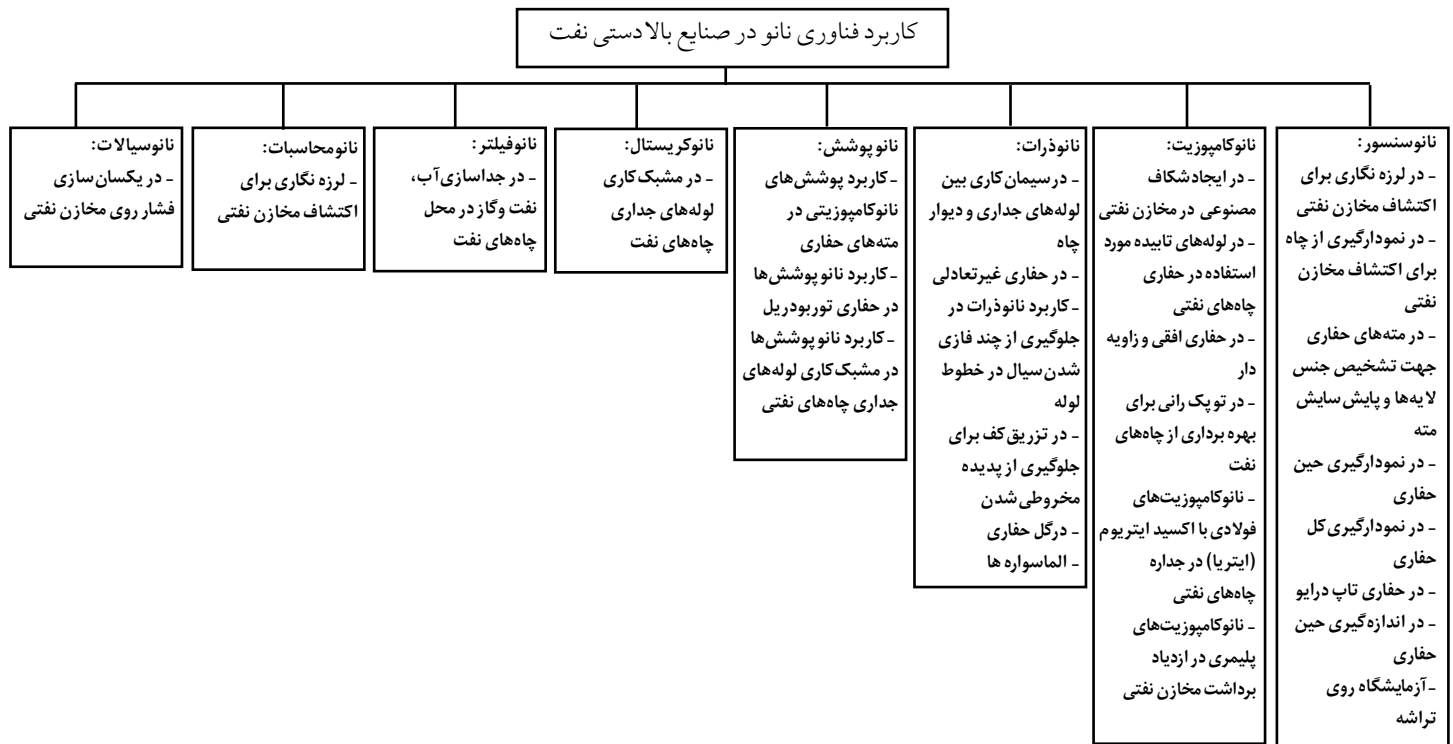 کاربرد فناوری نانو در صنایع بالادستی نفت
نانوسنسور:
- در لرزه نگاری برای
اکتشاف مخازن نفتی
- در نمودارگیری از چاه
برای اکتشاف مخازن
نفتی
- در مته‌های حفاری
جهت تشخیص جنس
لایه‌ها و پایش سایش
مته
- در نمودارگیری حین
حفاری
- در نمودارگیری کل
حفاری
- در حفاری تاپ درایو
- در اندازه‌گیری حین
حفاری
- آزمایشگاه روی
تراشه
نانوکامپوزیت:
- در ایجاد شکاف
مصنوعی در مخازن نفتی
- در لوله‌های تابیده مورد
استفاده در حفاری
چاه‌های نفتی
- در حفاری افقی و زاویه
دار
- در توپک رانی برای
بهره برداری از چاه‌های
نفت
- نانوکامپوزیت‌های
فولادی با اکسید ایتریوم
(ایتریا) در جداره
چاه‌های نفتی
- نانوکامپوزیت‌های
پلیمری در ازدیاد
برداشت مخازن نفتی
نانوذرات:
- در سیمان کاری بین
لوله‌های جداری و دیوار
چاه
- در حفاری غیرتعادلی
- کاربرد نانوذرات در
جلوگیری از چند فازی
شدن سیال در خطوط
لوله
- در تزریق کف برای
جلوگیری از پدیده
مخروطی شدن
- درگل حفاری
- الماسواره ها
نانوپوشش:
- کاربرد پوشش‌های
نانوکامپوزیتی در
مته‌های حفاری
- کاربرد نانوپوشش‌ها
در حفاری توربودریل
- کاربرد نانوپوشش‌ها
در مشبک کاری لوله‌های
جداری چاه‌های نفتی
نانوکریستال:
- در مشبک کاری
لوله‌های جداری
چاه‌های نفت
نانوفیلتر:
- در جداسازی آب،
نفت وگاز در محل
چاه‌های نفت
نانومحاسبات:
- لرزه نگاری برای
اکتشاف مخازن نفتی
نانوسیالات:
- در یکسان سازی
فشار روی مخازن نفتی